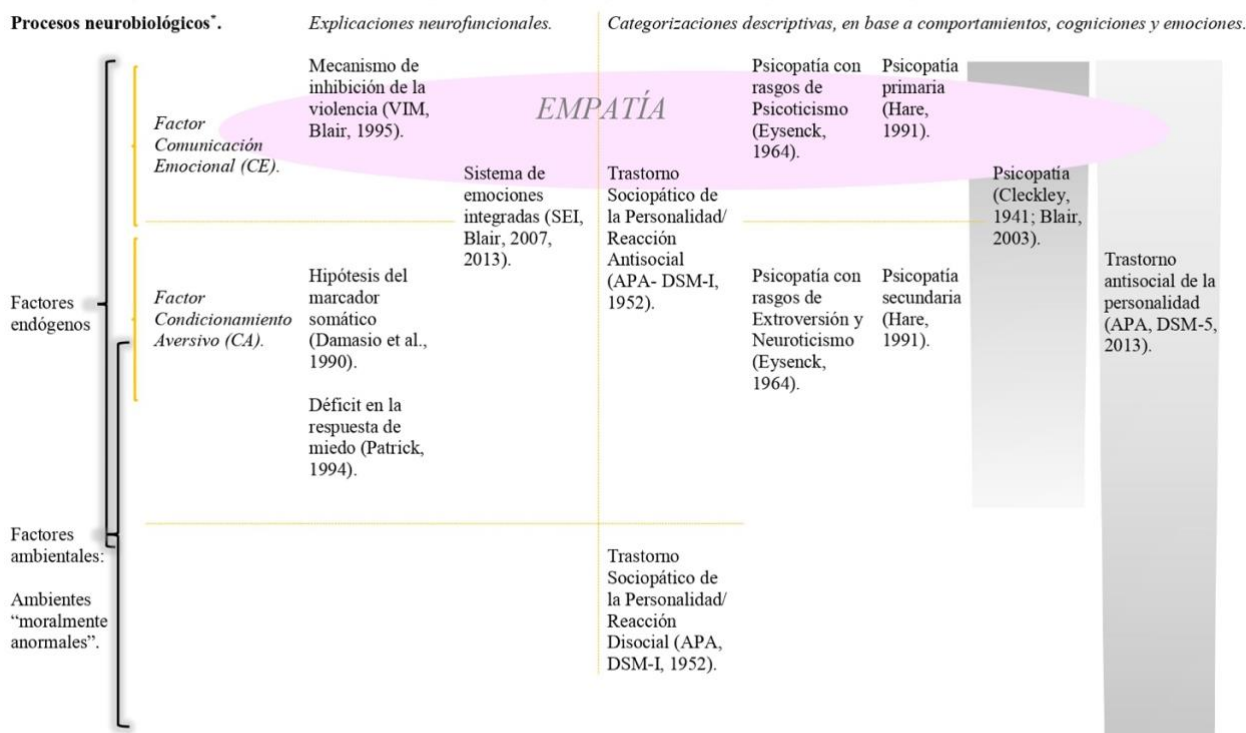 Procesos neurobiológicos*.
Explicaciones neurofuncionales.
Categorizaciones descriptivas, en base a comportamientos, cogniciones y emociones.
Factores
endógenos
Factores
ambientales:
Ambientes
“moralmente
anormales”.
Factor
Comunicación
Emocional (CE).
Factor
Condicionamiento
Aversivo (CA).
Mecanismo de
inhibición de la
violencia (VIM,
Blair, 1995).
Hipótesis del
marcador
somático
(Damasio et al.,
1990).
Déficit en la
respuesta de
miedo (Patrick,
1994).
Sistema de
emociones
integradas (SEI,
Blair, 2007,
2013).
EMPATÍA
Trastorno
Sociopático de
la Personalidad/
Reacción
Antisocial
(APA- DSM-I,
1952).
Trastorno
Sociopático de
la Personalidad/
Reacción
Disocial (APA,
DSM-I, 1952).
Psicopatía con
rasgos de
Psicoticismo
(Eysenck,
1964).
Psicopatía con
rasgos de
Extroversión y
Neuroticismo
(Eysenck,
1964).
Psicopatía
primaria
(Hare,
1991).
Psicopatía
secundaria
(Hare,
1991).
Psicopatía
(Cleckley,
1941; Blair,
2003).
Trastorno
antisocial de la
personalidad
(APA, DSM-5,
2013).